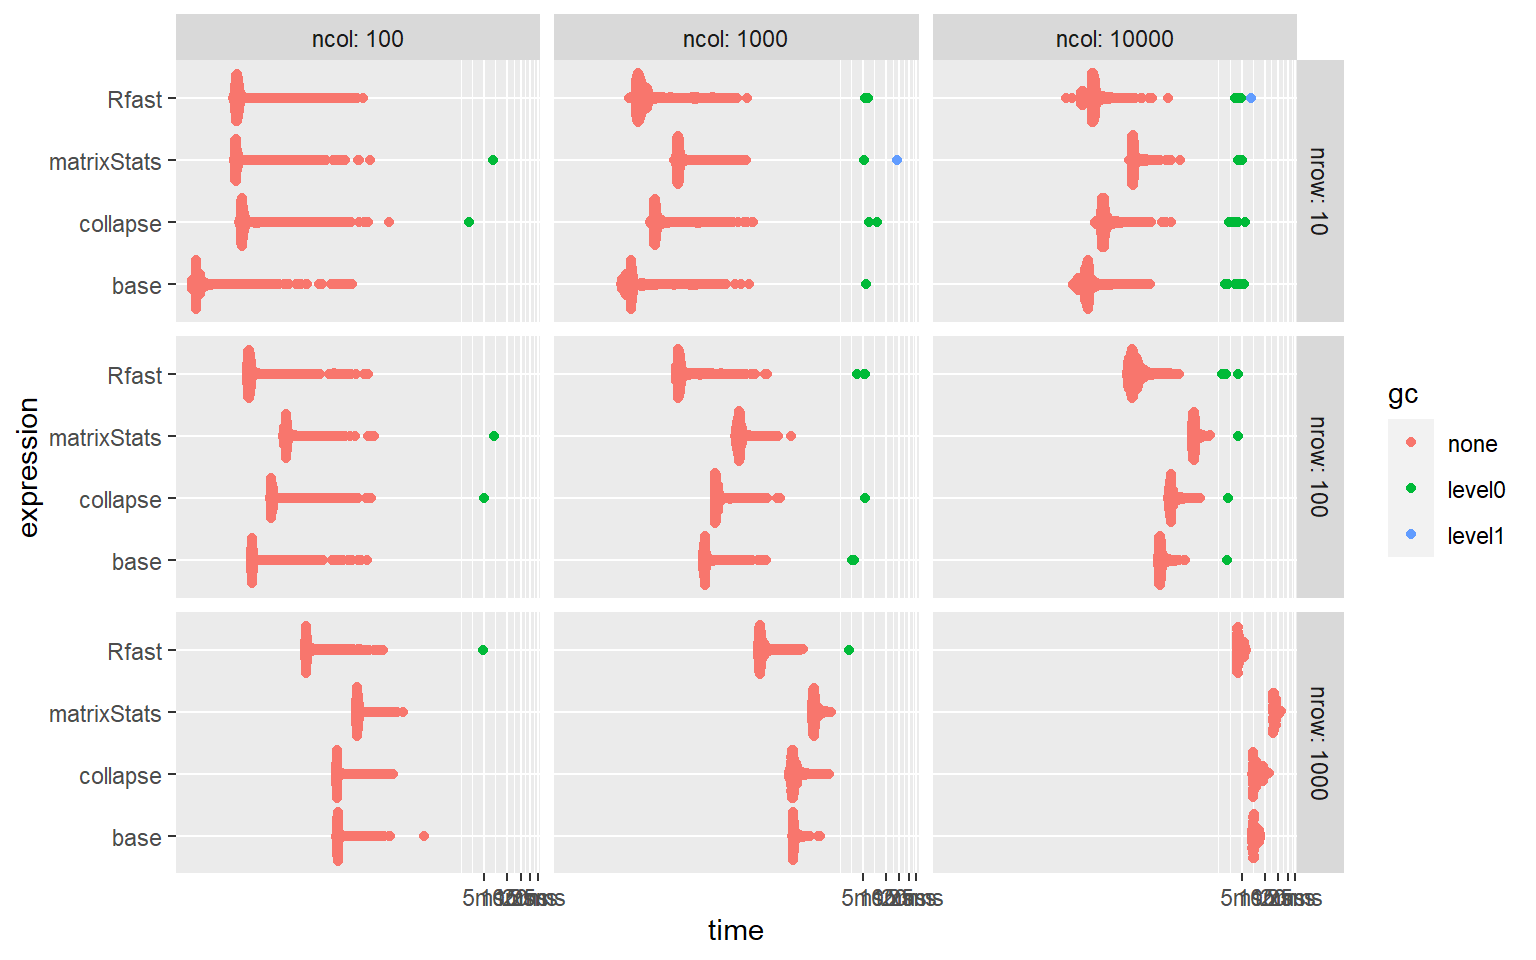 ncol: 100
ncol: 1000
ncol: 10000
Rfast
matrixStats
collapse
base
nrow: 10
Rfast
matrixStats
collapse
base
nrow: 100
Rfast
matrixStats
collapse
base
nrow: 1000
expression
time
gc
none
level0
level1